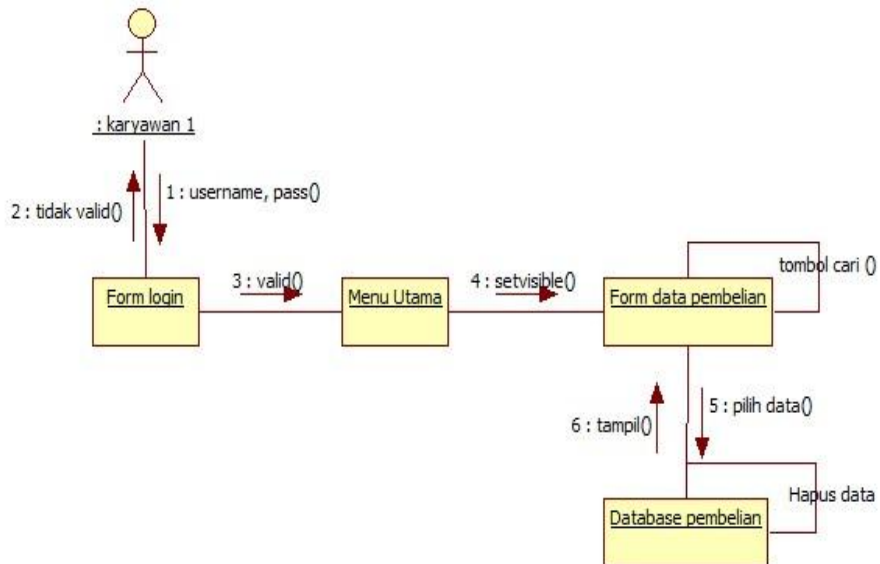 : karyawan 1
1 : username, pass()
2 : tidak valid()
Form login
3 : valid()
Menu Utama
4 : setvisible()
Form data pembelian
tombol cari ()
5 : pilih data()
6 : tampil()
Hapus data
Database pembelian